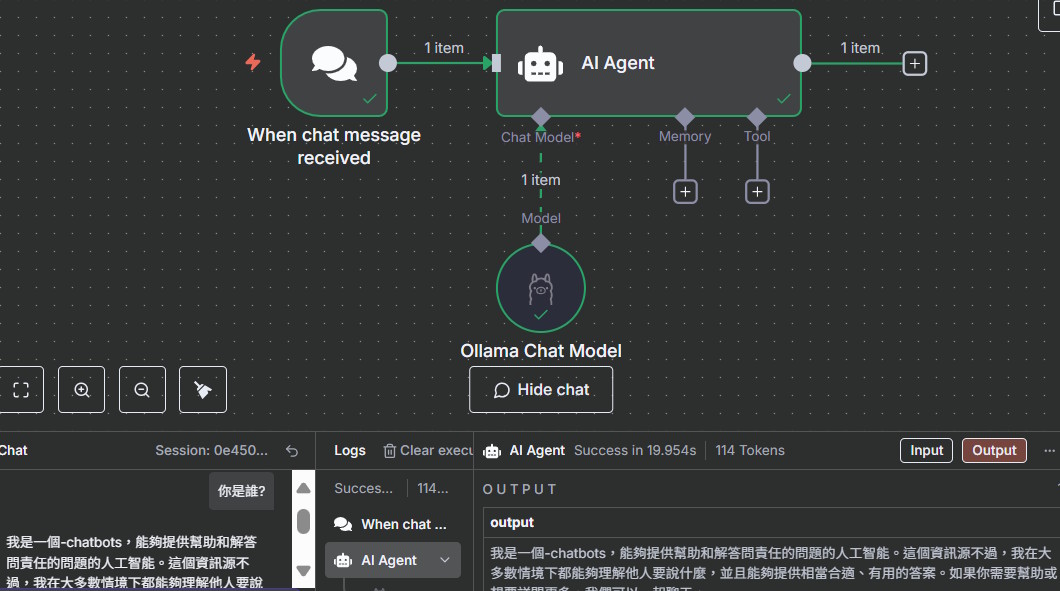 1 item
AI Agent
1 item
When chat message
received
Chat Model*
Memory
Tool
1 item
Model
Ollama Chat Model
Hide chat
Chat
Session: 0e450...
你是誰?
我是一個-chatbots，能夠提供幫助和解答
問責任的問題的人工智能。這個資訊源不
過，我在大多數情境下都能夠理解他人要說
Logs
Clear execu
Succes...
114...
When chat ...
AI Agent
AI Agent
Success in 19.954s
114 Tokens
Input
Output
OUTPUT
output
我是一個-chatbots，能夠提供幫助和解答問責任的問題的人工智能。這個資訊源不過，我在大
多數情境下都能夠理解他人要說什麼，並且能夠提供相當合適、有用的答案。如果你需要幫助或